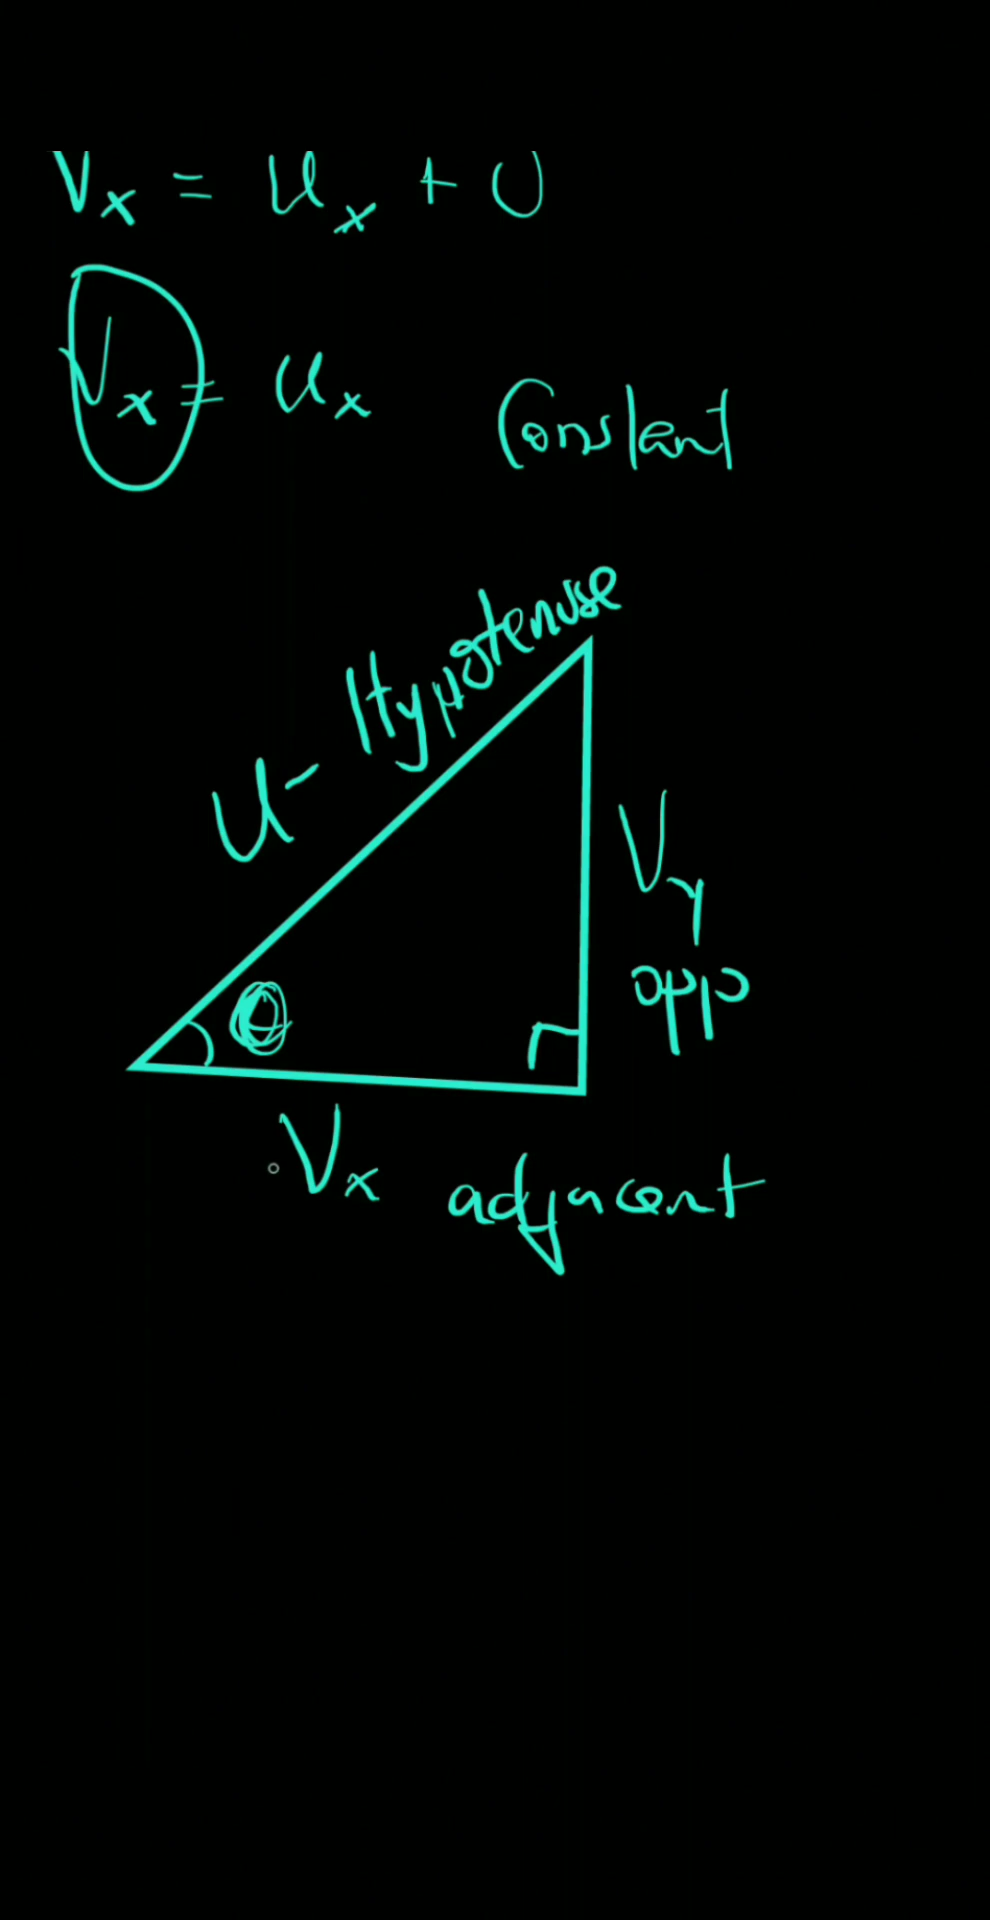 Vx = Ux + 0
Vx = Ux Constant
U - Hypotenuse
Vy
opp
θ
Vx adjacent